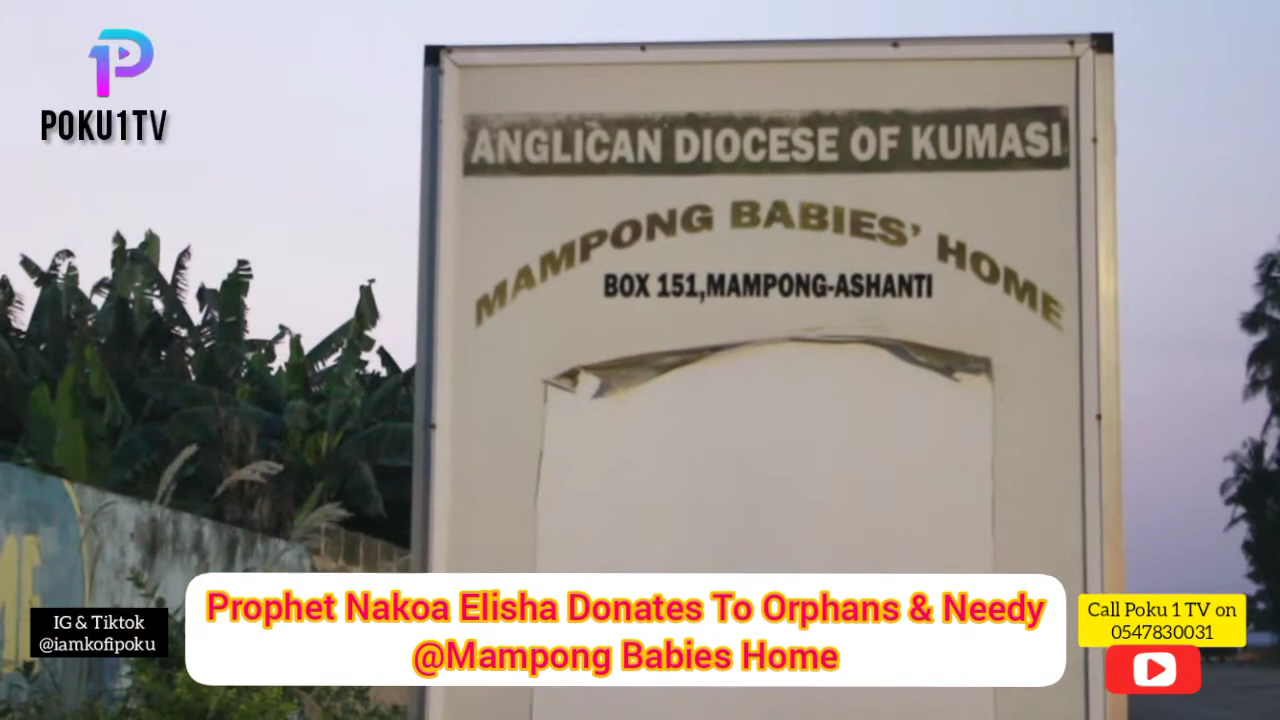 POKU1TV
ANGLICAN DIOCESE OF KUMASI
MAMPONG BABIES' HOME
BOX 151,MAMPONG-ASHANTI
Prophet Nakoa Elisha Donates To Orphans & Needy
@Mampong Babies Home
IG & Tiktok
@iamkofipoku
Call Poku 1 TV on
0547830031